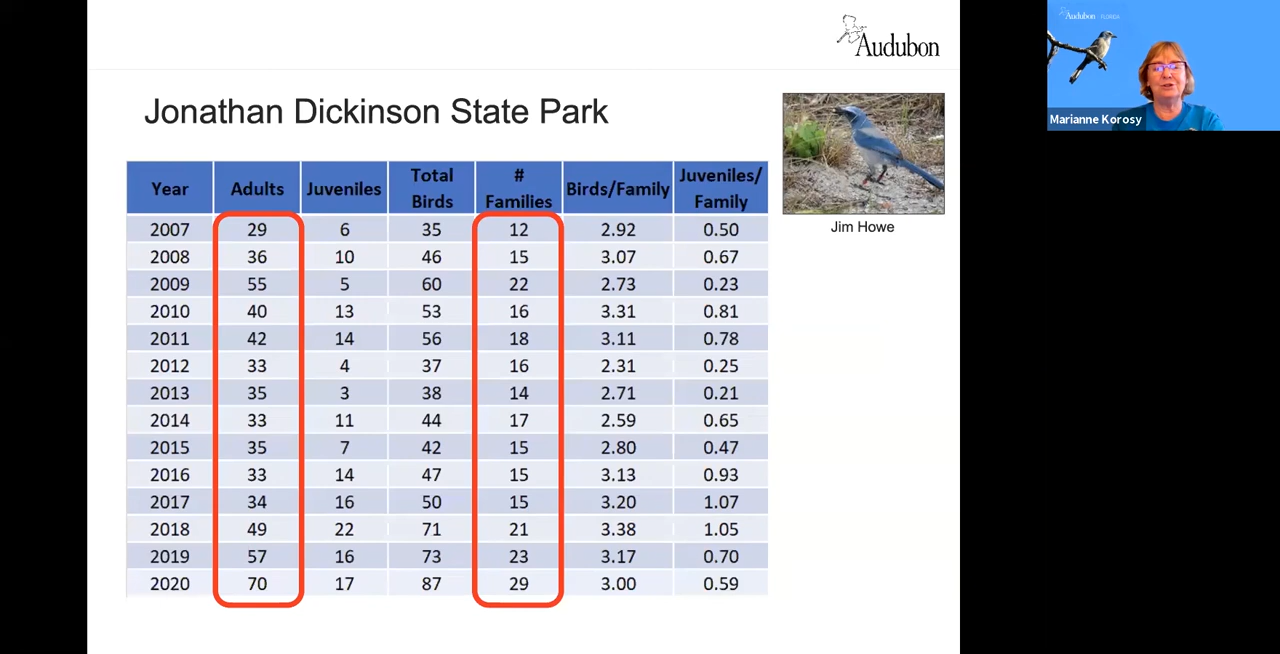 Audubon
Jonathan Dickinson State Park
Year Adults Juveniles Total Birds # Families Birds/Family Juveniles/Family
2007 29 6 35 12 2.92 0.50
2008 36 10 46 15 3.07 0.67
2009 55 5 60 22 2.73 0.23
2010 40 13 53 16 3.31 0.81
2011 42 14 56 18 3.11 0.78
2012 33 4 37 16 2.31 0.25
2013 35 3 38 14 2.71 0.21
2014 33 11 44 17 2.59 0.65
2015 35 7 42 15 2.80 0.47
2016 33 14 47 15 3.13 0.93
2017 34 16 50 15 3.20 1.07
2018 49 22 71 21 3.38 1.05
2019 57 16 73 23 3.17 0.70
2020 70 17 87 29 3.00 0.59
Jim Howe
Audubon FLORIDA
Marianne Korosy